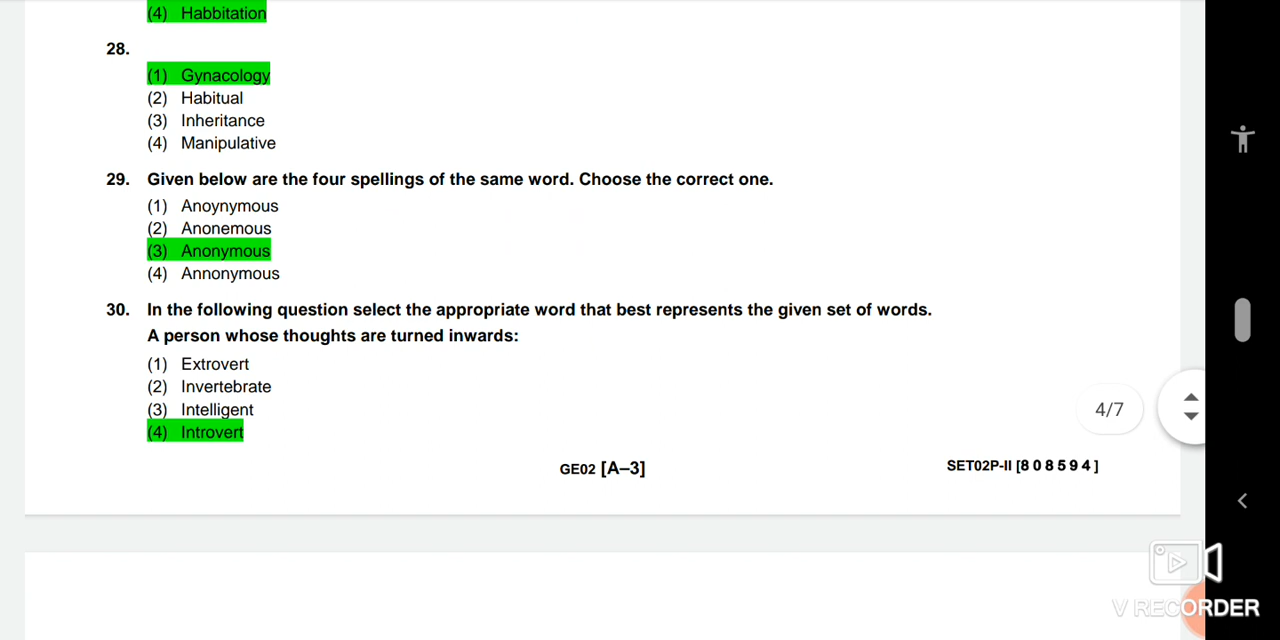 (4) Habbitation
28.
(1) Gynacology
(2) Habitual
(3) Inheritance
(4) Manipulative
29. Given below are the four spellings of the same word. Choose the correct one.
(1) Anoynymous
(2) Anonemous
(3) Anonymous
(4) Annonymous
30. In the following question select the appropriate word that best represents the given set of words.
A person whose thoughts are turned inwards:
(1) Extrovert
(2) Invertebrate
(3) Intelligent
(4) Introvert
4/7
GE02 [A–3]
SET02P-II [8 0 8 5 9 4 ]
V RECORDER